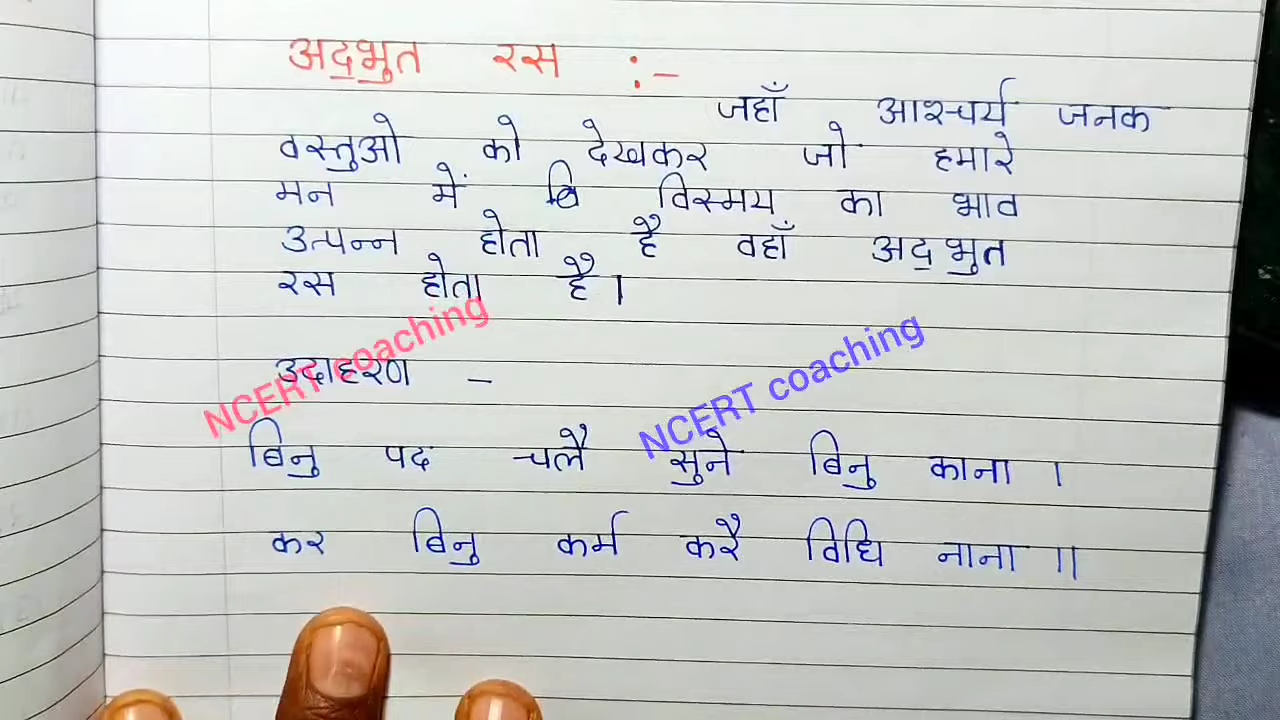 अद्भुत रस :-
जहाँ आश्चर्य जनक
वस्तुओ को देखकर जो हमारे
मन में विस्मय का भाव
उत्पन्न होता है वहाँ अद्भुत
रस होता है।
उदाहरण -
NCERT coaching
NCERT coaching
बिनु पद चलै सुने बिनु काना ।
कर बिनु कर्म करै विधि नाना ॥